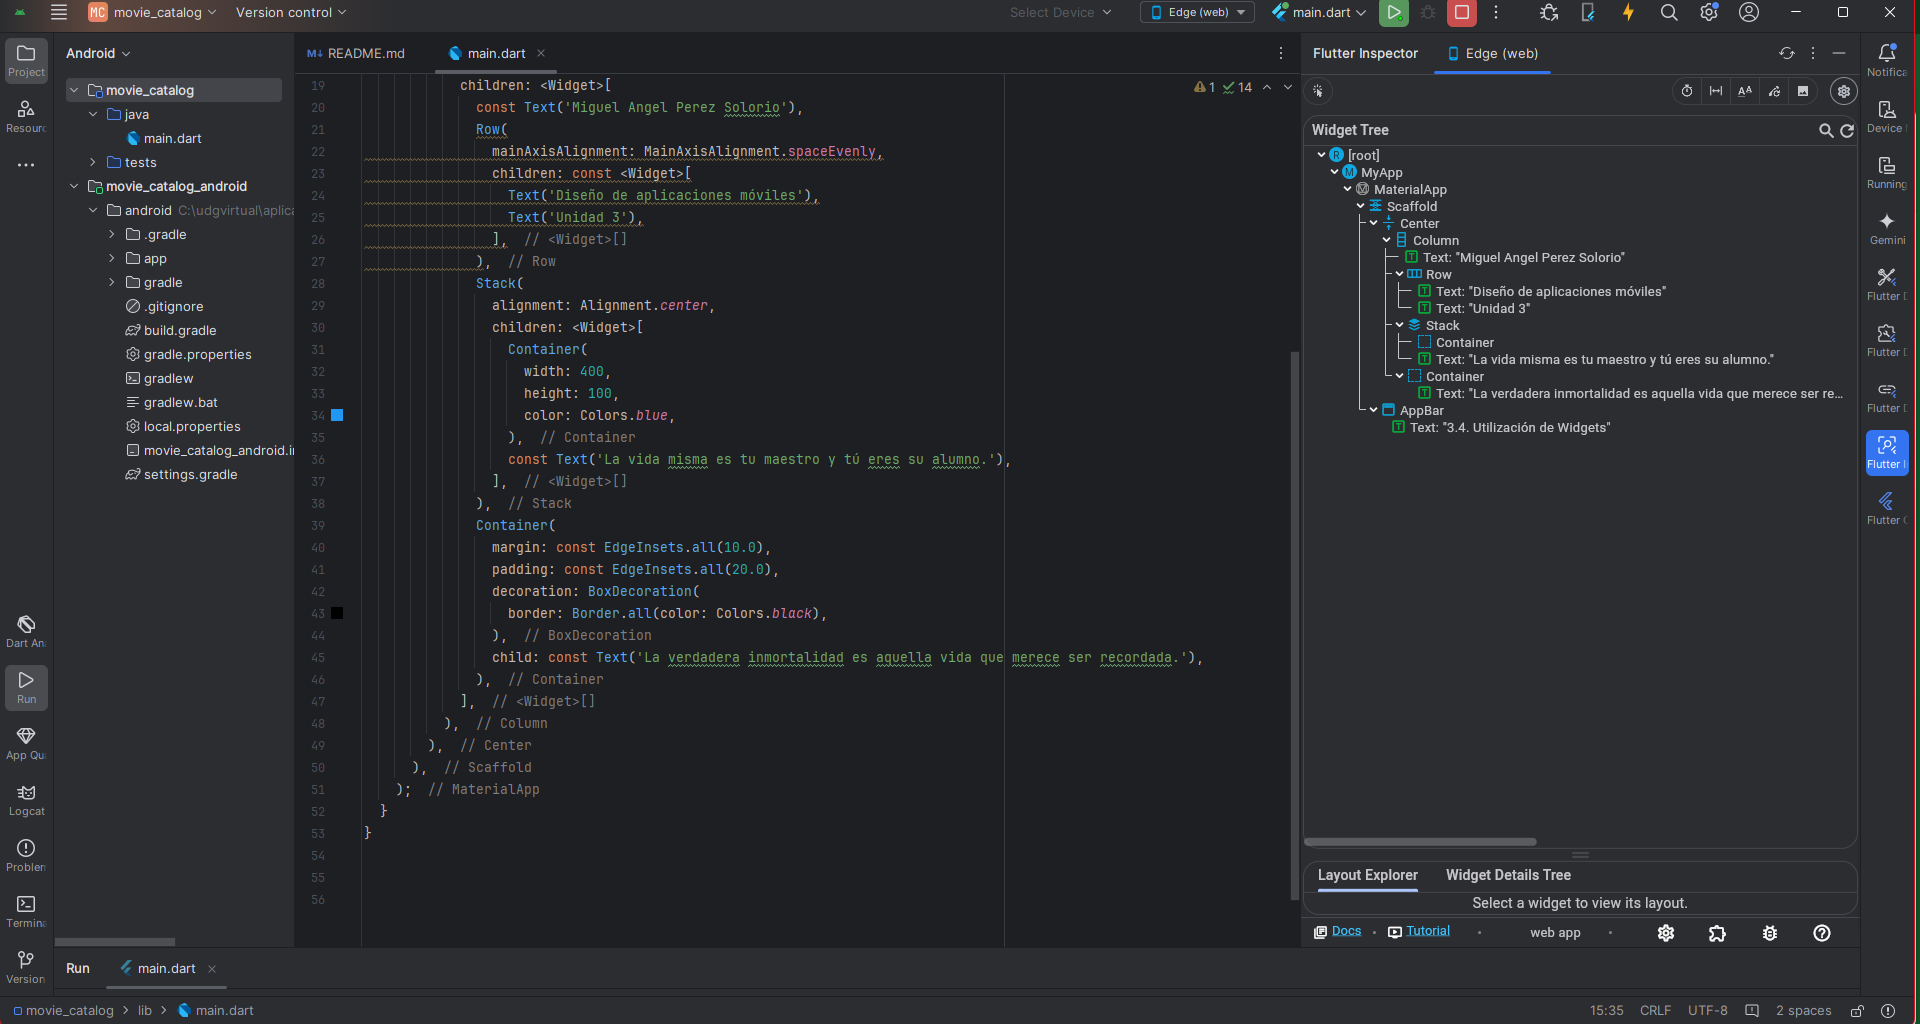 MC movie_catalog Version control Select Device Edge (web) main.dart
Project
Resourc
Android
movie_catalog
java
main.dart
tests
movie_catalog_android
android C:\udgvirtual\aplica
.gradle
app
gradle
.gitignore
build.gradle
gradle.properties
gradlew
gradlew.bat
local.properties
movie_catalog_android.i
settings.gradle
Dart An
Run
App Qu
Logcat
Problem
Termina
Version
README.md main.dart
1 14
19 children: <Widget>[
20 const Text('Miguel Angel Perez Solorio'),
21 Row(
22 mainAxisAlignment: MainAxisAlignment.spaceEvenly,
23 children: const <Widget>[
24 Text('Diseño de aplicaciones móviles'),
25 Text('Unidad 3'),
26 ], // <Widget>[]
27 ), // Row
28 Stack(
29 alignment: Alignment.center,
30 children: <Widget>[
31 Container(
32 width: 400,
33 height: 100,
34 color: Colors.blue,
35 ), // Container
36 const Text('La vida misma es tu maestro y tú eres su alumno.'),
37 ], // <Widget>[]
38 ), // Stack
39 Container(
40 margin: const EdgeInsets.all(10.0),
41 padding: const EdgeInsets.all(20.0),
42 decoration: BoxDecoration(
43 border: Border.all(color: Colors.black),
44 ), // BoxDecoration
45 child: const Text('La verdadera inmortalidad es aquella vida que merece ser recordada.'),
46 ), // Container
47 ], // <Widget>[]
48 ), // Column
49 ), // Center
50 ), // Scaffold
51 ); // MaterialApp
52 }
53 }
54
55
56
Flutter Inspector Edge (web)
Widget Tree
[root]
MyApp
MaterialApp
Scaffold
Center
Column
Text: "Miguel Angel Perez Solorio"
Row
Text: "Diseño de aplicaciones móviles"
Text: "Unidad 3"
Stack
Container
Text: "La vida misma es tu maestro y tú eres su alumno."
Container
Text: "La verdadera inmortalidad es aquella vida que merece ser re...
AppBar
Text: "3.4. Utilización de Widgets"
Layout Explorer Widget Details Tree
Select a widget to view its layout.
Docs • Tutorial • web app •
Notifica
Device
Running
Gemini
Flutter D
Flutter D
Flutter D
Flutter I
Flutter O
Run main.dart
movie_catalog > lib > main.dart 15:35 CRLF UTF-8 2 spaces